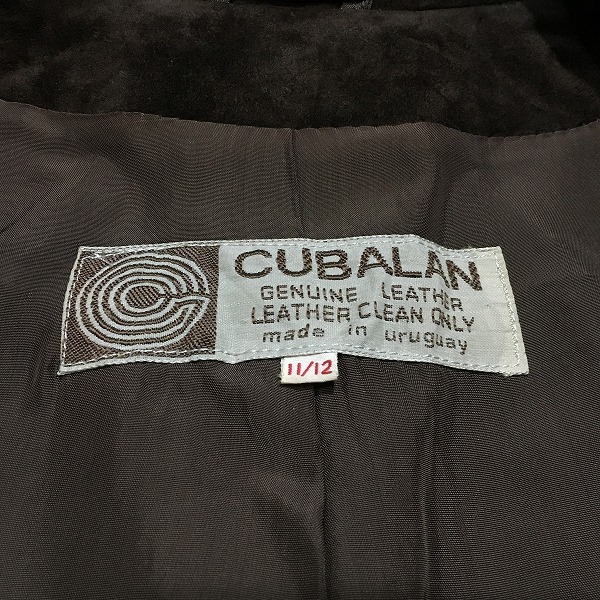 CUBALAN
GENUINE LEATHER
LEATHER CLEAN ONLY
made in uruguay
11/12